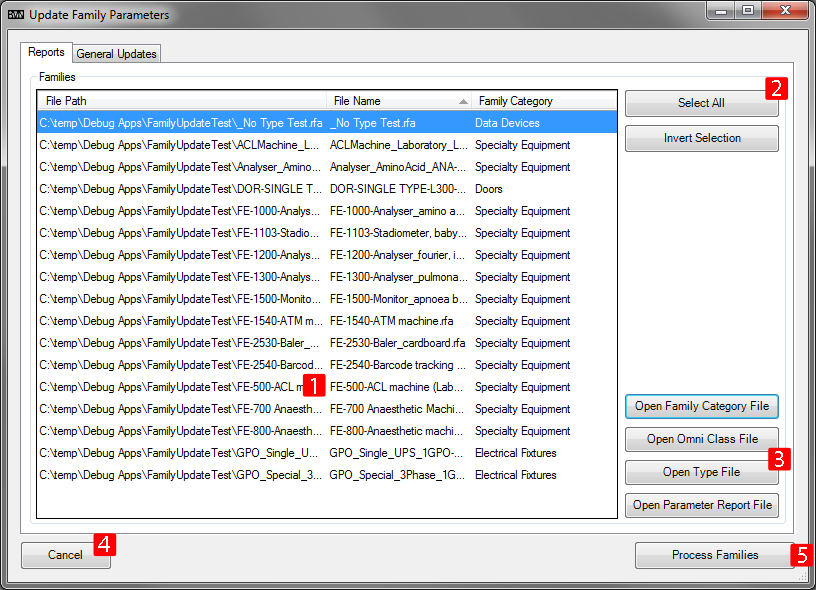 BIM Update Family Parameters
Reports General Updates
Families
File Path File Name Family Category
C:\temp\Debug Apps\FamilyUpdateTest\_No Type Test.rfa _No Type Test.rfa Data Devices
C:\temp\Debug Apps\FamilyUpdateTest\ACLMachine_L... ACLMachine_Laboratory_L... Specialty Equipment
C:\temp\Debug Apps\FamilyUpdateTest\Analyser_Amino... Analyser_AminoAcid_ANA-... Specialty Equipment
C:\temp\Debug Apps\FamilyUpdateTest\DOR-SINGLE T... DOR-SINGLE TYPE-L300-... Doors
C:\temp\Debug Apps\FamilyUpdateTest\FE-1000-Analys... FE-1000-Analyser_amino a... Specialty Equipment
C:\temp\Debug Apps\FamilyUpdateTest\FE-1103-Stadio... FE-1103-Stadiometer, baby... Specialty Equipment
C:\temp\Debug Apps\FamilyUpdateTest\FE-1200-Analys... FE-1200-Analyser_fourier, i... Specialty Equipment
C:\temp\Debug Apps\FamilyUpdateTest\FE-1300-Analys... FE-1300-Analyser_pulmona... Specialty Equipment
C:\temp\Debug Apps\FamilyUpdateTest\FE-1500-Monito... FE-1500-Monitor_apnoea b... Specialty Equipment
C:\temp\Debug Apps\FamilyUpdateTest\FE-1540-ATM m... FE-1540-ATM machine.rfa Specialty Equipment
C:\temp\Debug Apps\FamilyUpdateTest\FE-2530-Baler_... FE-2530-Baler_cardboard.rfa Specialty Equipment
C:\temp\Debug Apps\FamilyUpdateTest\FE-2540-Barcod... FE-2540-Barcode tracking ... Specialty Equipment
C:\temp\Debug Apps\FamilyUpdateTest\FE-500-ACL m 1 FE-500-ACL machine (Lab... Specialty Equipment
C:\temp\Debug Apps\FamilyUpdateTest\FE-700 Anaesth... FE-700 Anaesthetic Machi... Specialty Equipment
C:\temp\Debug Apps\FamilyUpdateTest\FE-800-Anaesth... FE-800-Anaesthetic machi... Specialty Equipment
C:\temp\Debug Apps\FamilyUpdateTest\GPO_Single_U... GPO_Single_UPS_1GPO-... Electrical Fixtures
C:\temp\Debug Apps\FamilyUpdateTest\GPO_Special_3... GPO_Special_3Phase_1G... Electrical Fixtures
Select All 2
Invert Selection
Open Family Category File
Open Omni Class File
Open Type File 3
Open Parameter Report File
Cancel 4
Process Families 5